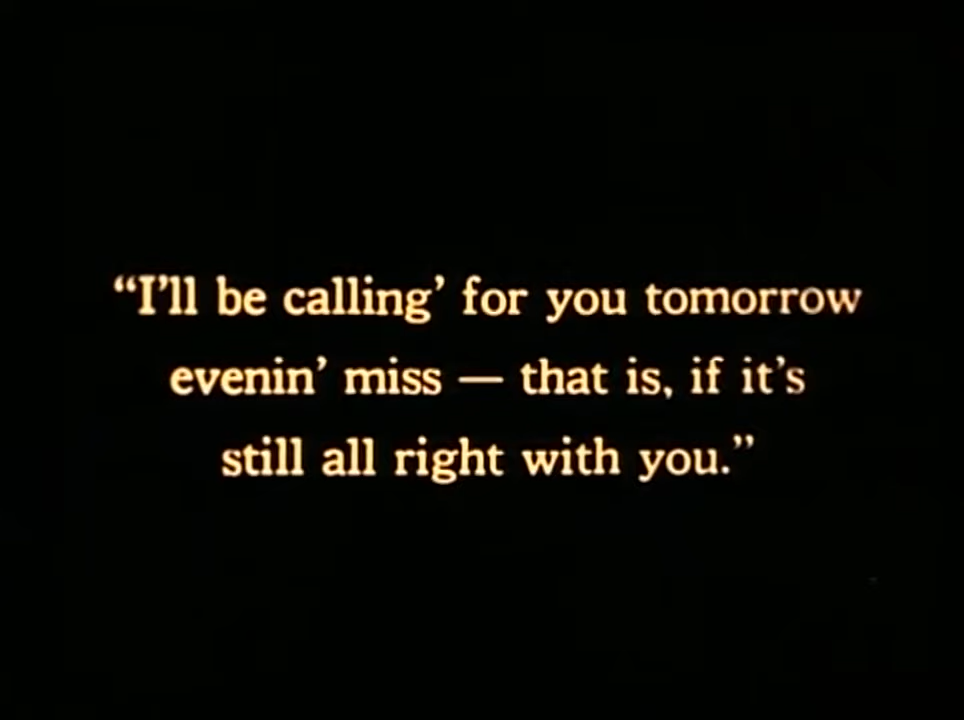 “I’ll be calling’ for you tomorrow
evenin’ miss — that is, if it’s
still all right with you.”